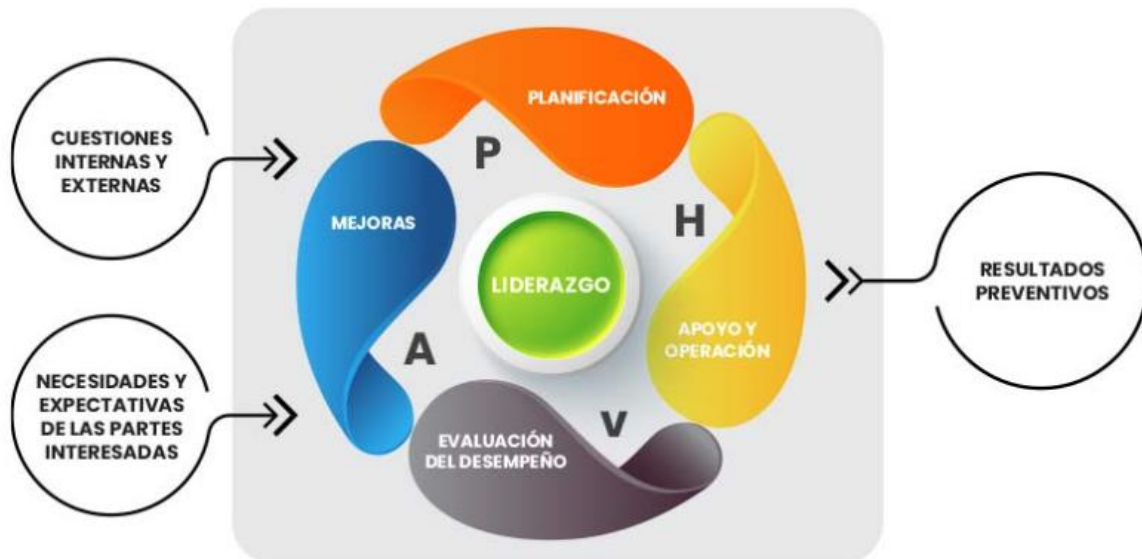 CUESTIONES
INTERNAS Y
EXTERNAS
NECESIDADES Y
EXPECTATIVAS
DE LAS PARTES
INTERESADAS
PLANIFICACIÓN
P
H
MEJORAS
LIDERAZGO
APOYO Y
OPERACIÓN
A
V
EVALUACIÓN
DEL DESEMPEÑO
RESULTADOS
PREVENTIVOS